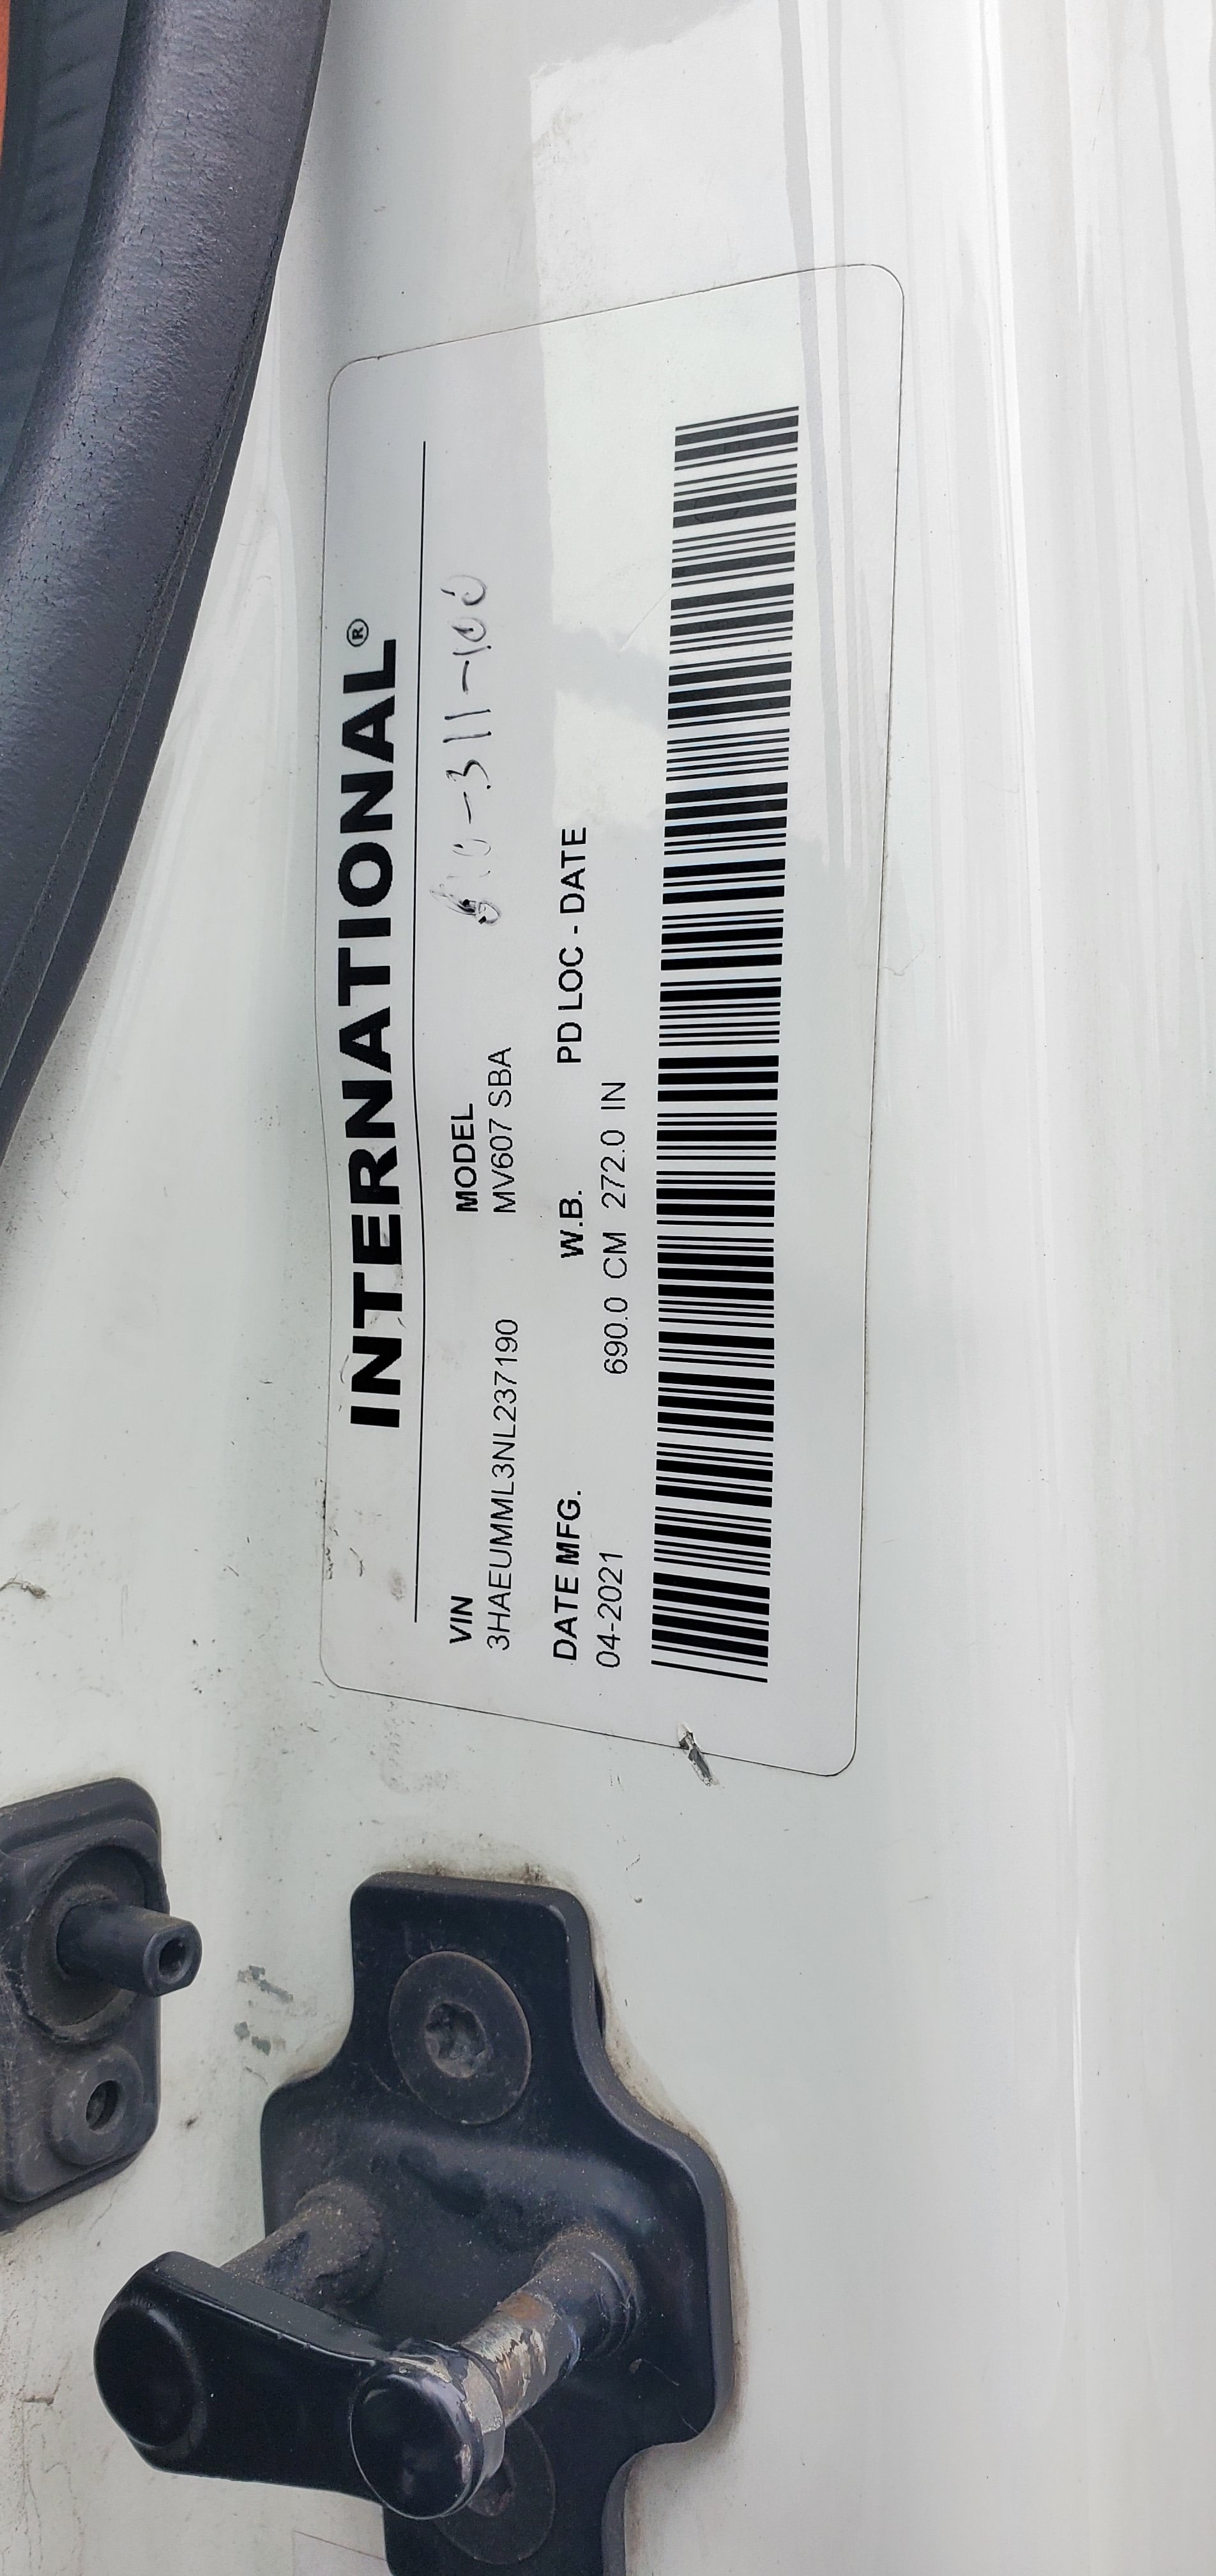 INTERNATIONAL®
VIN MODEL
3HAEUMML3NL237190 MV607 SBA
DATE MFG. W.B. PD LOC - DATE
04-2021 690.0 CM 272.0 IN